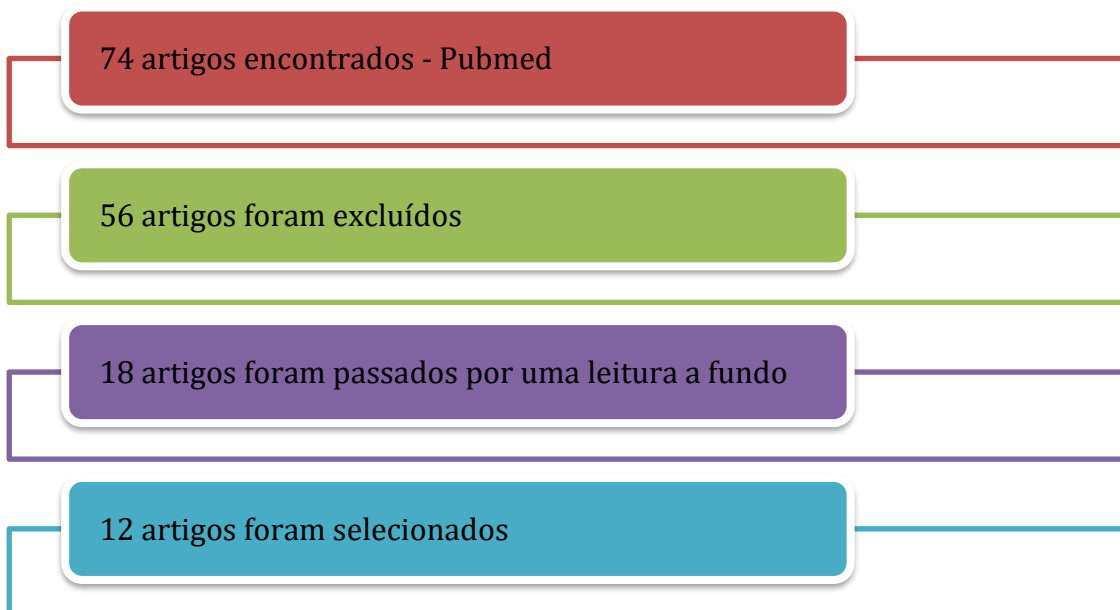 74 artigos encontrados - Pubmed
56 artigos foram excluídos
18 artigos foram passados por uma leitura a fundo
12 artigos foram selecionados